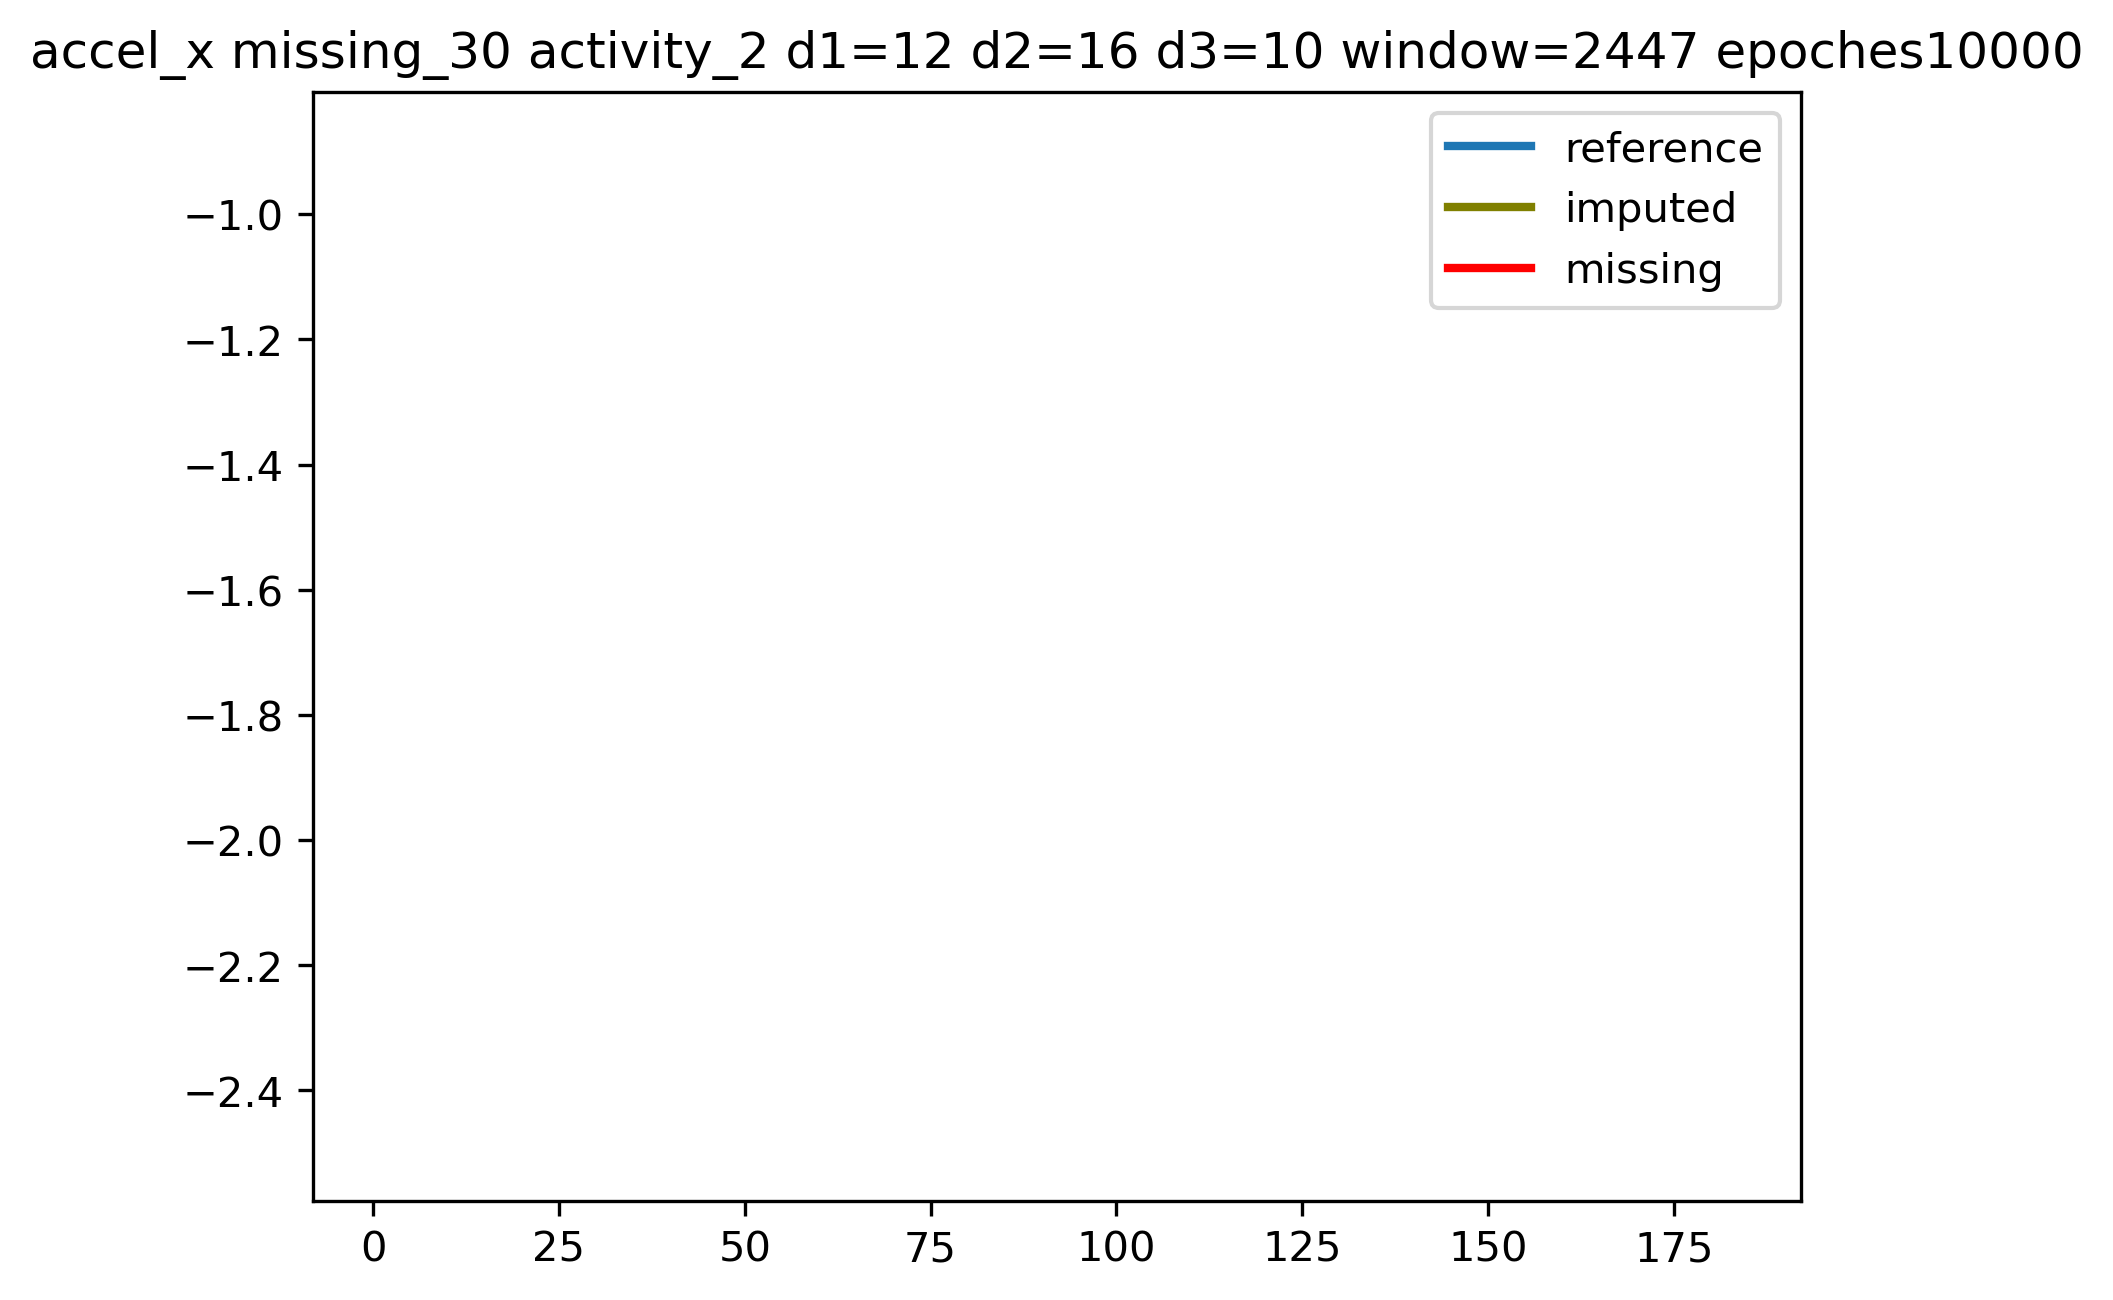 accel_x missing_30 activity_2 d1=12 d2=16 d3=10 window=2447 epoches10000
reference
imputed
missing
−1.0
−1.2
−1.4
−1.6
−1.8
−2.0
−2.2
−2.4
0 25 50 75 100 125 150 175